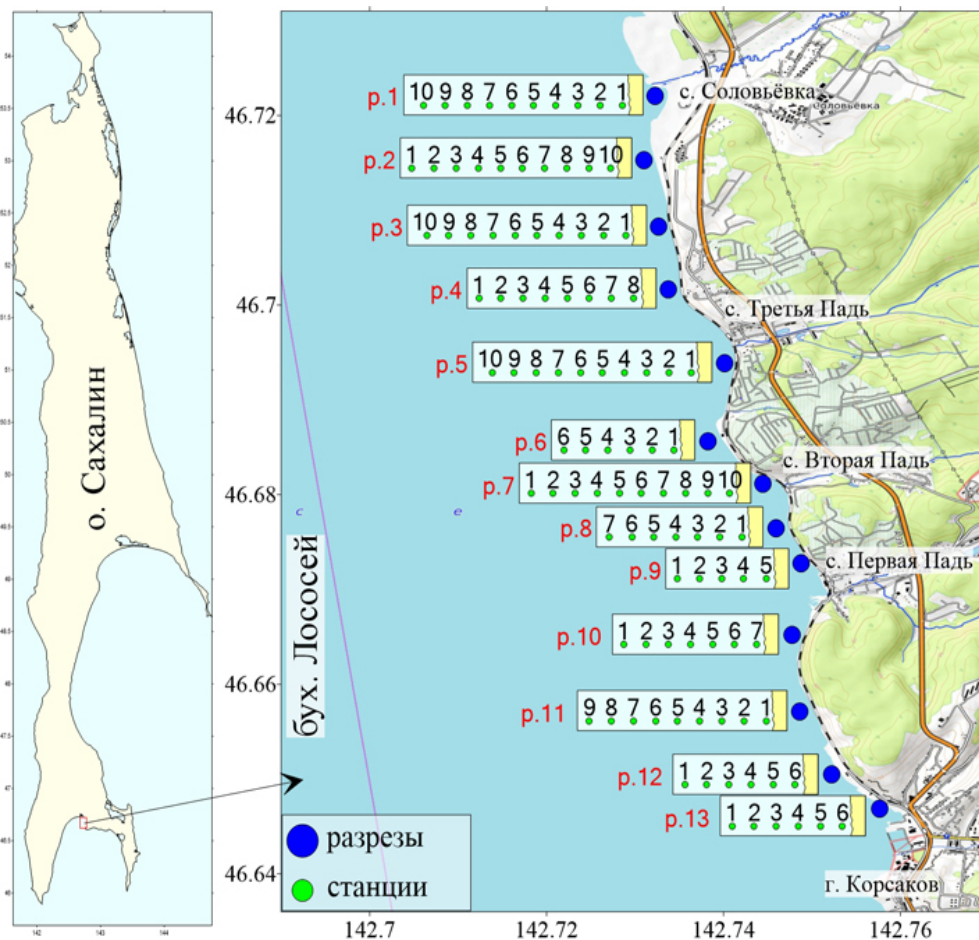 о. Сахалин
142
143
144
р.1 10 9 8 7 6 5 4 3 2 1
с. Соловьёвка
Соловьёвка
46.72
р.2 1 2 3 4 5 6 7 8 9 10
р.3 10 9 8 7 6 5 4 3 2 1
р.4 1 2 3 4 5 6 7 8
46.7
с. Третья Падь
р.5 10 9 8 7 6 5 4 3 2 1
р.6 6 5 4 3 2 1
с. Вторая Падь
р.7 1 2 3 4 5 6 7 8 9 10
46.68
с е
р.8 7 6 5 4 3 2 1
с. Первая Падь
р.9 1 2 3 4 5
бух. Лососей
р.10 1 2 3 4 5 6 7
46.66
р.11 9 8 7 6 5 4 3 2 1
р.12 1 2 3 4 5 6
р.13 1 2 3 4 5 6
разрезы
станции
46.64
г. Корсаков
142.7
142.72
142.74
142.76